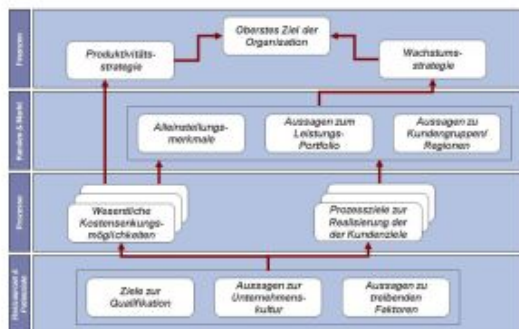 Finanzen
Oberstes Ziel der
Organisation
Produktivitäts-
strategie
Wachstums-
strategie
Kunden & Markt
Alleinstellungs-
merkmale
Aussagen zum
Leistungs-
Portfolio
Aussagen zu
Kundengruppen/
Regionen
Prozesse
Wesentliche
Kostensenkungs-
möglichkeiten
Prozessziele zur
Realisierung der
der Kundenziele
Ziele zur
Qualifikation
Aussagen zur
Unternehmens-
kultur
Aussagen zu
treibenden
Faktoren